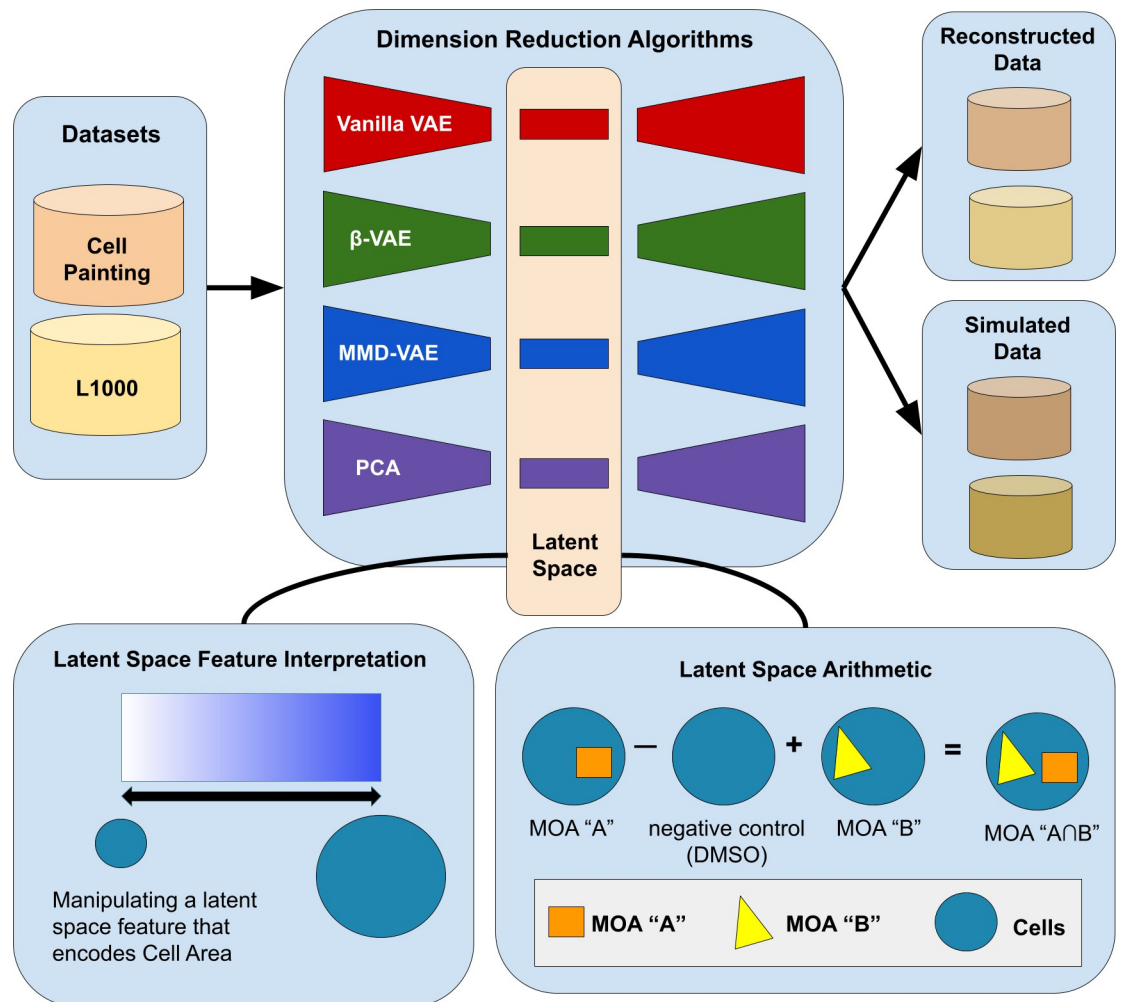 Datasets
Cell
Painting
L1000
Dimension Reduction Algorithms
Vanilla VAE
β-VAE
MMD-VAE
PCA
Latent
Space
Reconstructed
Data
Simulated
Data
Latent Space Feature Interpretation
Manipulating a latent
space feature that
encodes Cell Area
Latent Space Arithmetic
— + =
MOA “A”
negative control
(DMSO)
MOA “B”
MOA “A∩B”
MOA “A”
MOA “B”
Cells